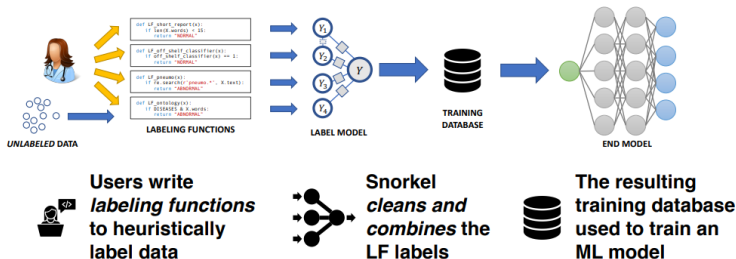 def LF_short_report(x):
if len(X.words) < 15:
return "NORMAL"
def LF_off_shelf_classifier(x):
if off_shelf_classifier(x) == 1:
return "NORMAL"
def LF_pneumo(x):
if re.search(r'pneumo.*', X.text):
return "ABNORMAL"
def LF_ontology(x):
if DISEASES & X.words:
return "ABNORMAL"
Y1
Y2
Y3
Y4
Y
UNLABELED DATA
LABELING FUNCTIONS
LABEL MODEL
TRAINING
DATABASE
END MODEL
Users write
labeling functions
to heuristically
label data
Snorkel
cleans and
combines the
LF labels
The resulting
training database
used to train an
ML model